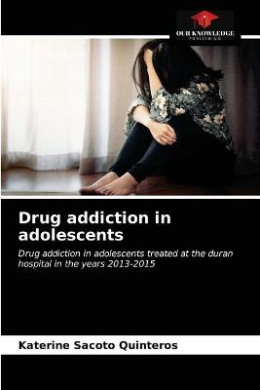 OUR KNOWLEDGE
PUBLISHING
Drug addiction in
adolescents
Drug addiction in adolescents treated at the duran
hospital in the years 2013-2015
Katerine Sacoto Quinteros